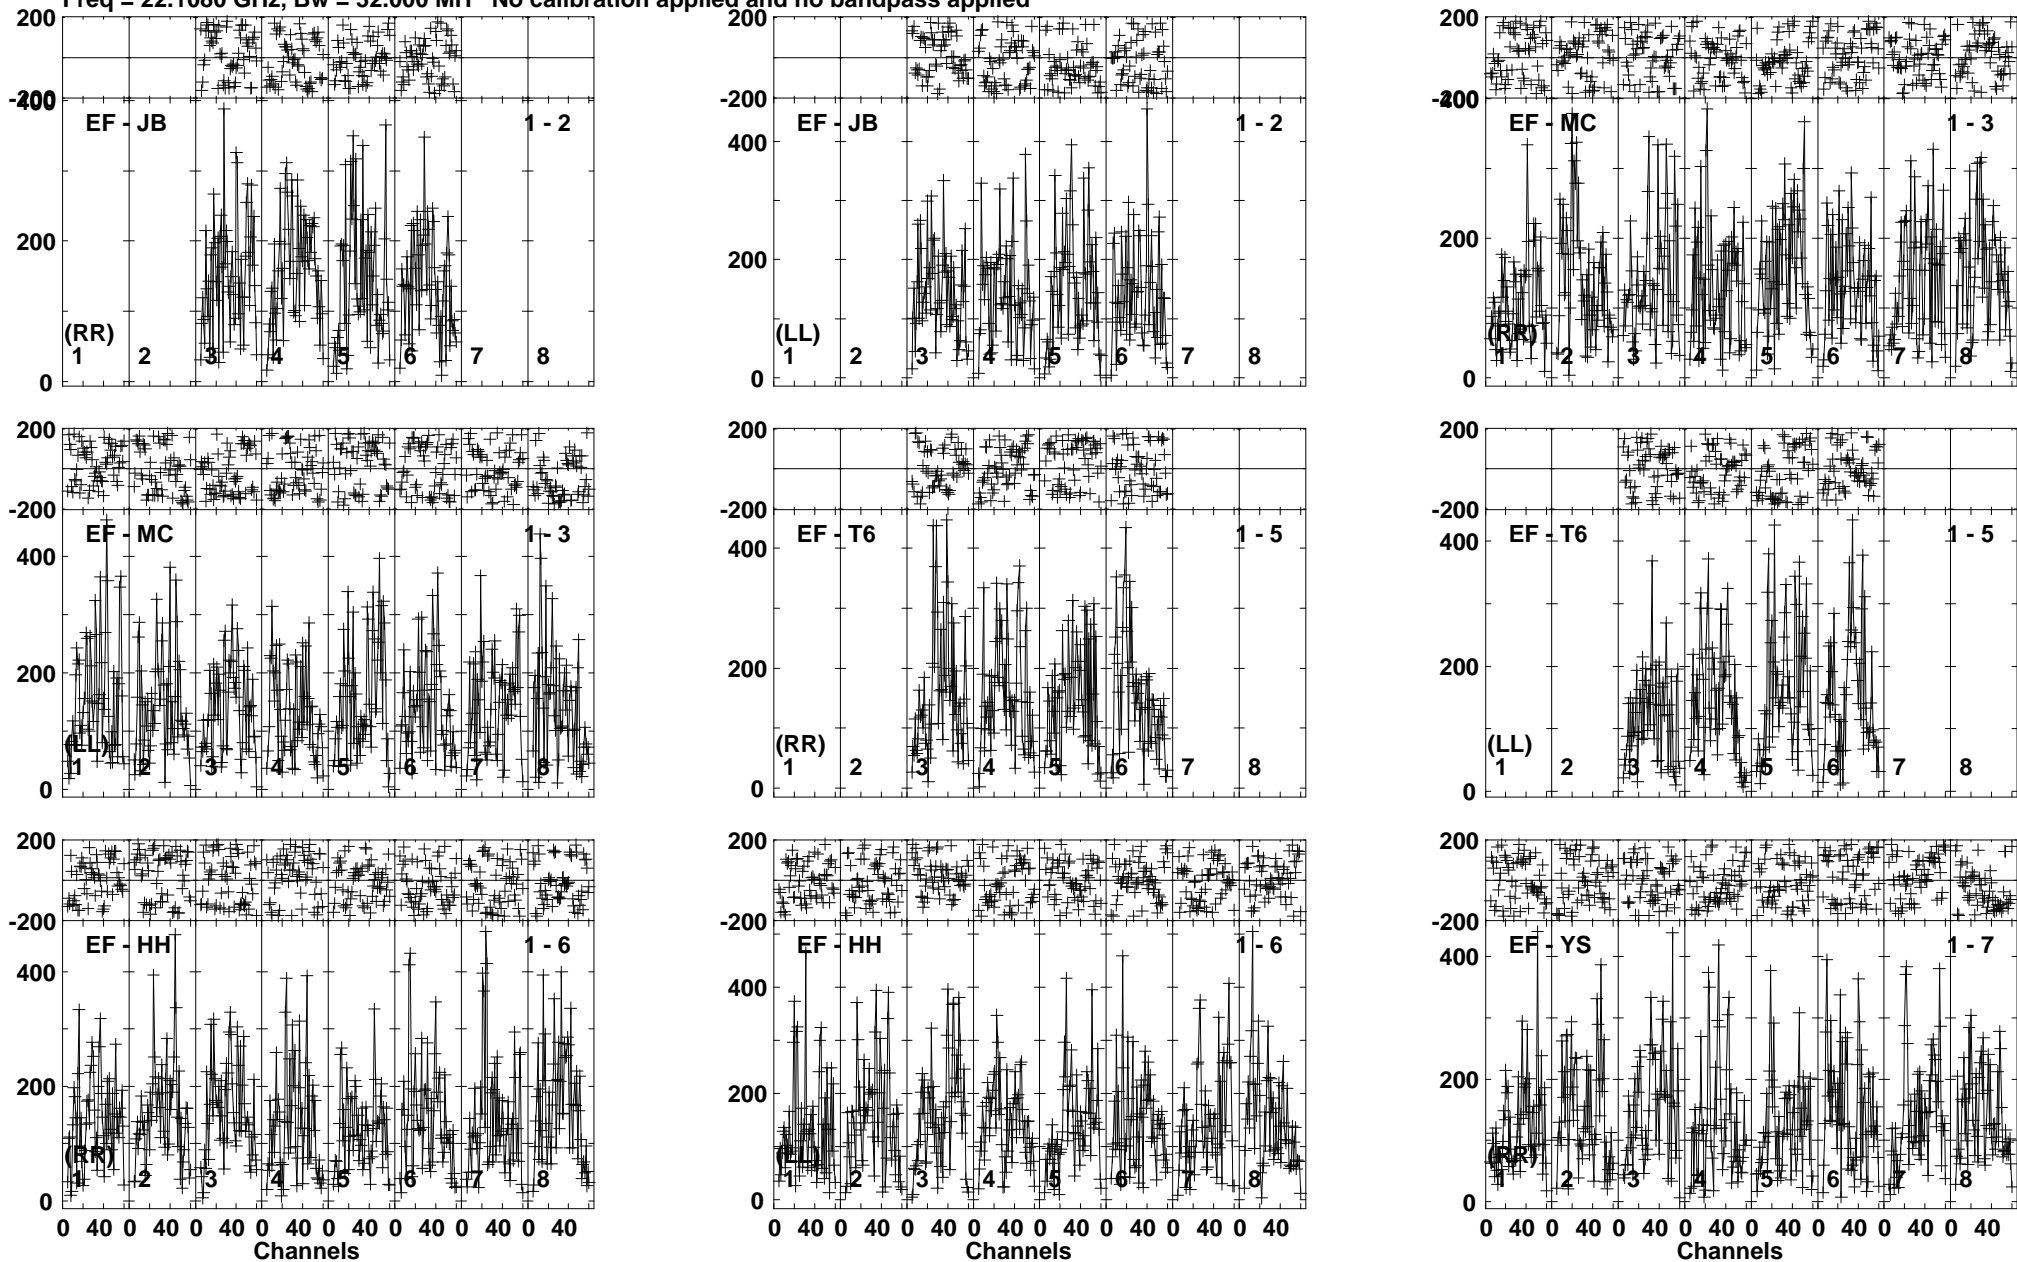 Freq = 22.1080 GHz, Bw = 32.000 MH No calibration applied and no bandpass applied
200 200 200
-200 -200 -200
400 EF - JB 1 - 2 EF - JB 1 - 2 400 EF - MC 1 - 3
400
200 200 200
(RR) (LL) (RR)
1 2 3 4 5 6 7 8 1 2 3 4 5 6 7 8 1 2 3 4 5 6 7 8
0 0 0
200 200 200
-200 -200 -200
EF - MC 1 - 3 EF - T6 1 - 5 EF - T6 1 - 5
400 400 400
200 200 200
(LL) (RR) (LL)
1 2 3 4 5 6 7 8 1 2 3 4 5 6 7 8 1 2 3 4 5 6 7 8
0 0 0
200 200 200
-200 -200 -200
EF - HH 1 - 6 EF - HH 1 - 6 EF - YS 1 - 7
400 400 400
200 200 200
(RR) (LL) (RR)
1 2 3 4 5 6 7 8 1 2 3 4 5 6 7 8 1 2 3 4 5 6 7 8
0 0 0
0 40 0 40 0 40 0 40 0 40 0 40 0 40 0 40 0 40 0 40 0 40 0 40 0 40 0 40 0 40 0 40 0 40 0 40 0 40 0 40 0 40 0 40 0 40 0 40
Channels Channels Channels